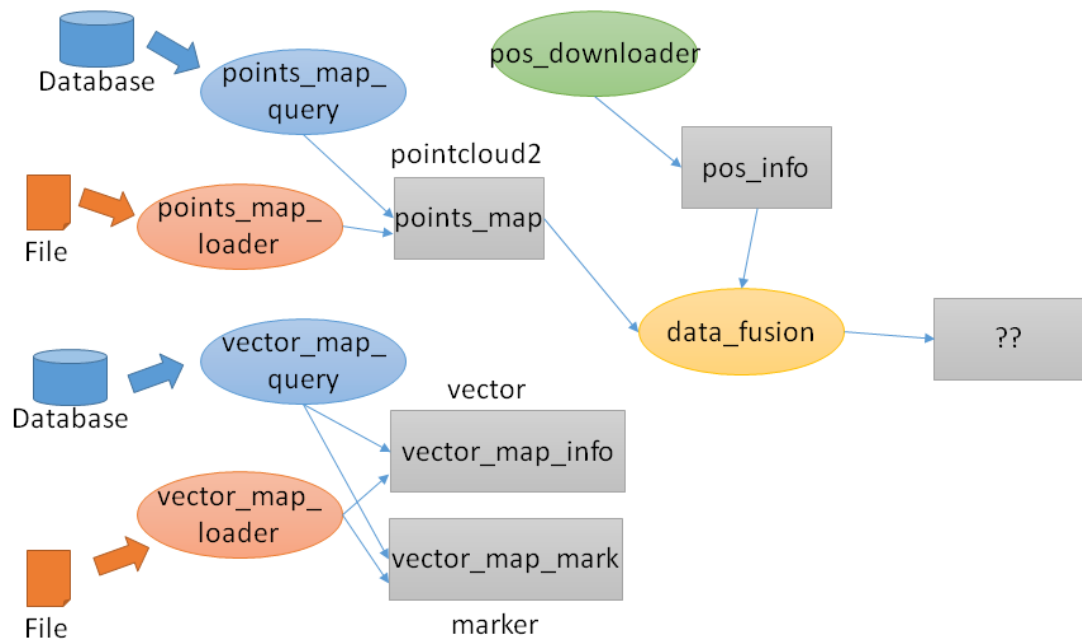 Database
points_map_
query
pos_downloader
pointcloud2
pos_info
File
points_map_
loader
points_map
data_fusion
??
Database
vector_map_
query
vector
vector_map_info
vector_map_
loader
vector_map_mark
File
marker